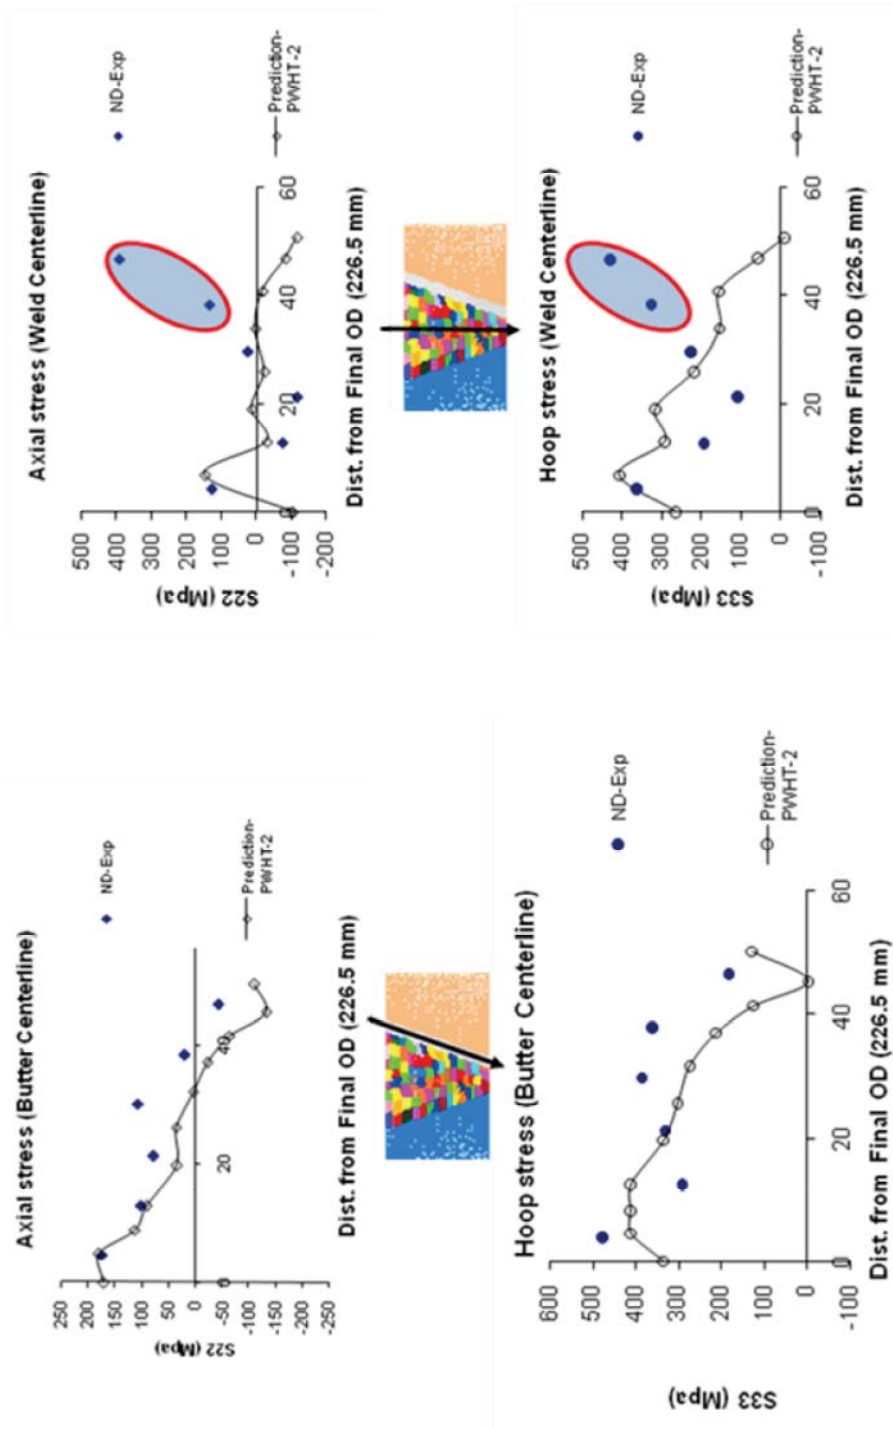 Axial stress (Butter Centerline)
S22 (Mpa)
250
200
150
100
50
0
-50
-100
-150
-200
-250
0
20
40
ND-Exp
Prediction-
PWHT-2
Dist. from Final OD (226.5 mm)
Axial stress (Weld Centerline)
S22 (Mpa)
500
400
300
200
100
0
-100
-200
0
20
40
60
ND-Exp
Prediction-
PWHT-2
Dist. from Final OD (226.5 mm)
Hoop stress (Butter Centerline)
S33 (Mpa)
600
500
400
300
200
100
0
-100
0
20
40
60
ND-Exp
Prediction-
PWHT-2
Dist. from Final OD (226.5 mm)
Hoop stress (Weld Centerline)
S33 (Mpa)
500
400
300
200
100
0
-100
0
20
40
60
ND-Exp
Prediction-
PWHT-2
Dist. from Final OD (226.5 mm)